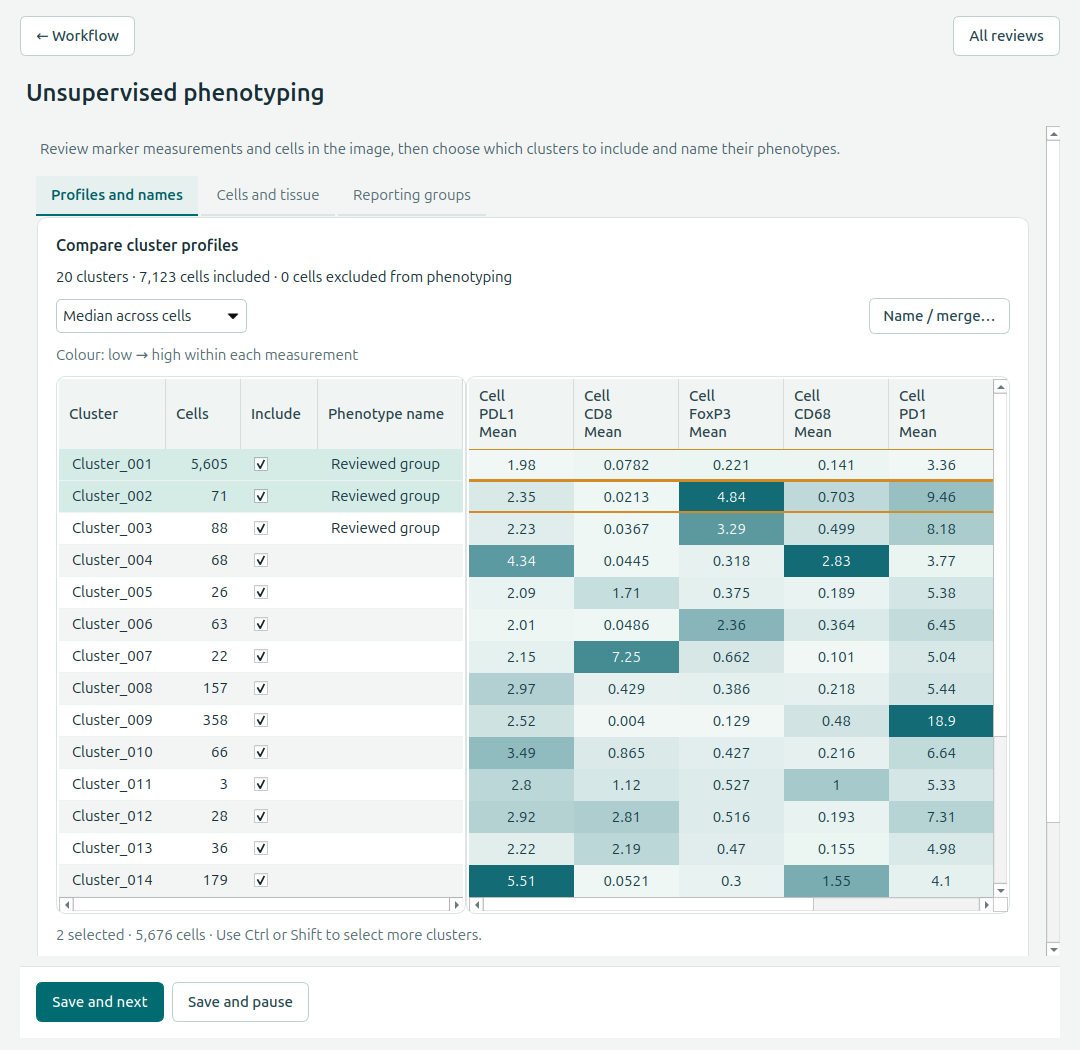 ← Workflow
All reviews
Unsupervised phenotyping
Review marker measurements and cells in the image, then choose which clusters to include and name their phenotypes.
Profiles and names Cells and tissue Reporting groups
Compare cluster profiles
20 clusters · 7,123 cells included · 0 cells excluded from phenotyping
Median across cells
Name / merge…
Colour: low → high within each measurement
Cluster Cells Include Phenotype name Cell PDL1 Mean Cell CD8 Mean Cell FoxP3 Mean Cell CD68 Mean Cell PD1 Mean
Cluster_001 5,605 Reviewed group 1.98 0.0782 0.221 0.141 3.36
Cluster_002 71 Reviewed group 2.35 0.0213 4.84 0.703 9.46
Cluster_003 88 Reviewed group 2.23 0.0367 3.29 0.499 8.18
Cluster_004 68 4.34 0.0445 0.318 2.83 3.77
Cluster_005 26 2.09 1.71 0.375 0.189 5.38
Cluster_006 63 2.01 0.0486 2.36 0.364 6.45
Cluster_007 22 2.15 7.25 0.662 0.101 5.04
Cluster_008 157 2.97 0.429 0.386 0.218 5.44
Cluster_009 358 2.52 0.004 0.129 0.48 18.9
Cluster_010 66 3.49 0.865 0.427 0.216 6.64
Cluster_011 3 2.8 1.12 0.527 1 5.33
Cluster_012 28 2.92 2.81 0.516 0.193 7.31
Cluster_013 36 2.22 2.19 0.47 0.155 4.98
Cluster_014 179 5.51 0.0521 0.3 1.55 4.1
2 selected · 5,676 cells · Use Ctrl or Shift to select more clusters.
Save and next Save and pause